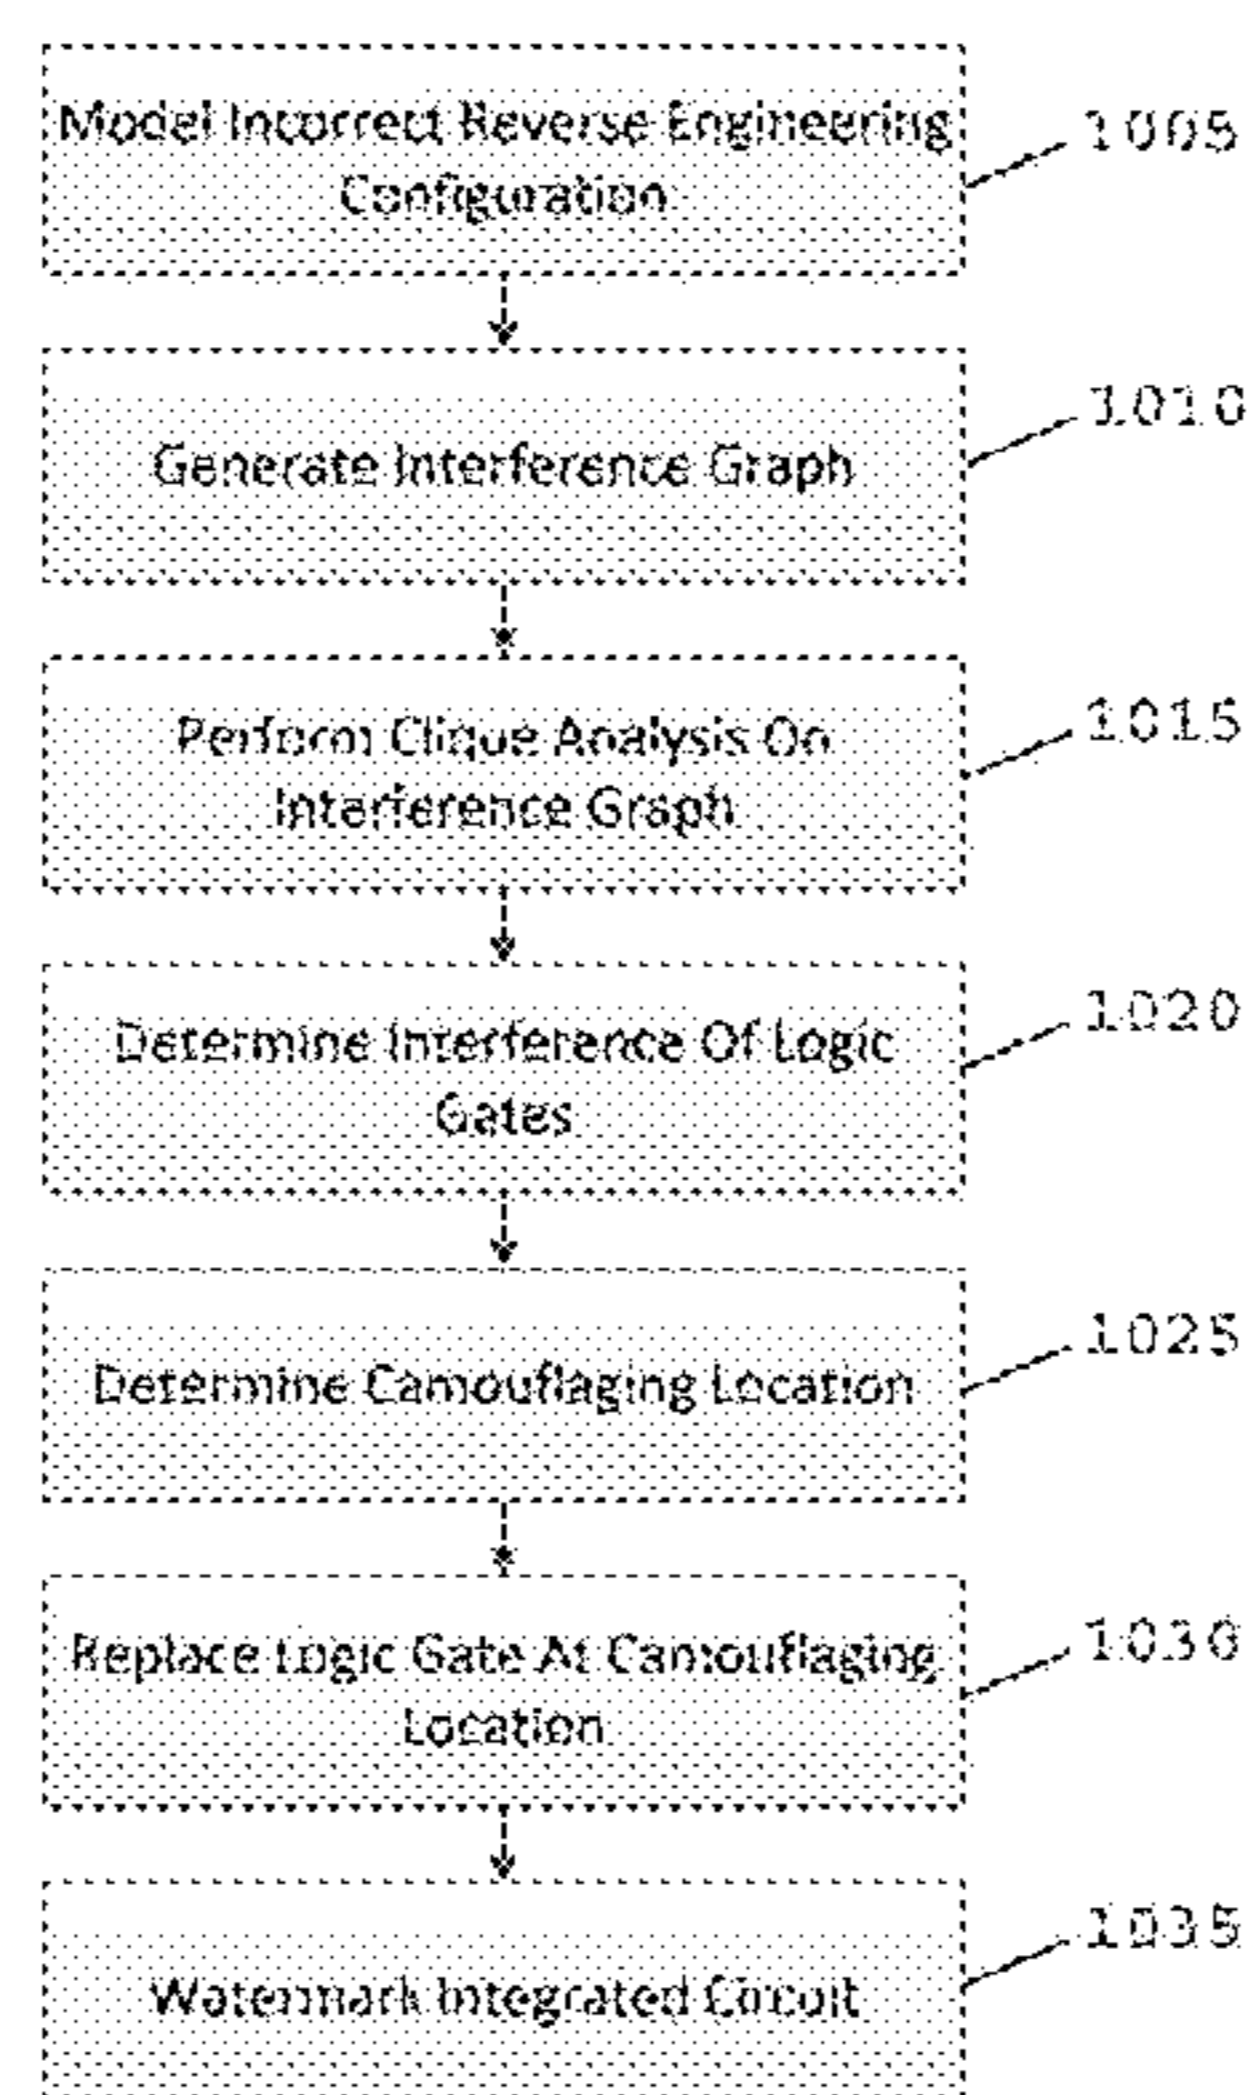 Model Incorrect Reverse Engineering
Configuration
1005
Generate Interference Graph
1010
Perform Clique Analysis On
Interference Graph
1015
Determine Interference Of Logic
Gates
1020
Determine Camouflaging Location
1025
Replace Logic Gate At Camouflaging
Location
1030
Watermark Integrated Circuit
1035